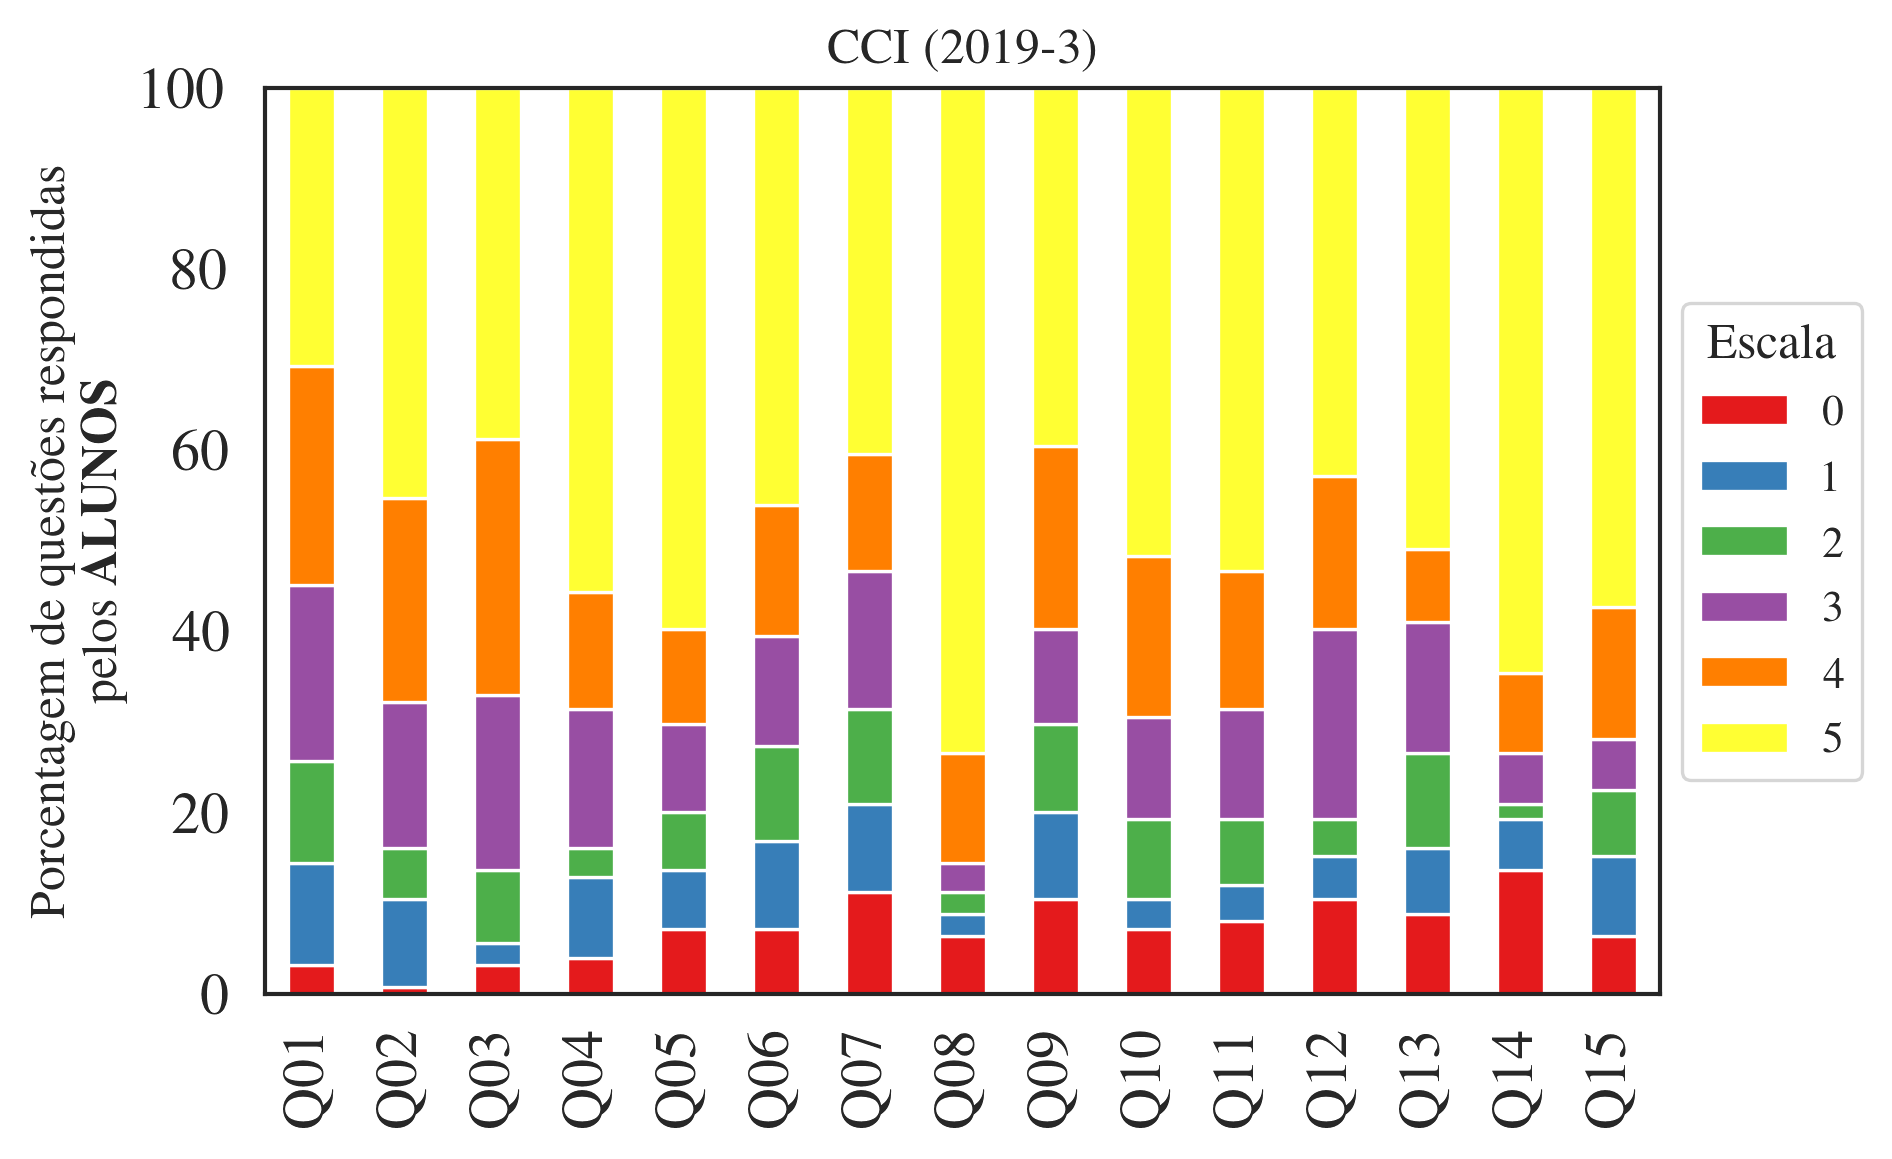 CCI (2019-3)
Porcentagem de questões respondidas
pelos ALUNOS
100
80
60
40
20
0
Q01
Q02
Q03
Q04
Q05
Q06
Q07
Q08
Q09
Q10
Q11
Q12
Q13
Q14
Q15
Escala
0
1
2
3
4
5